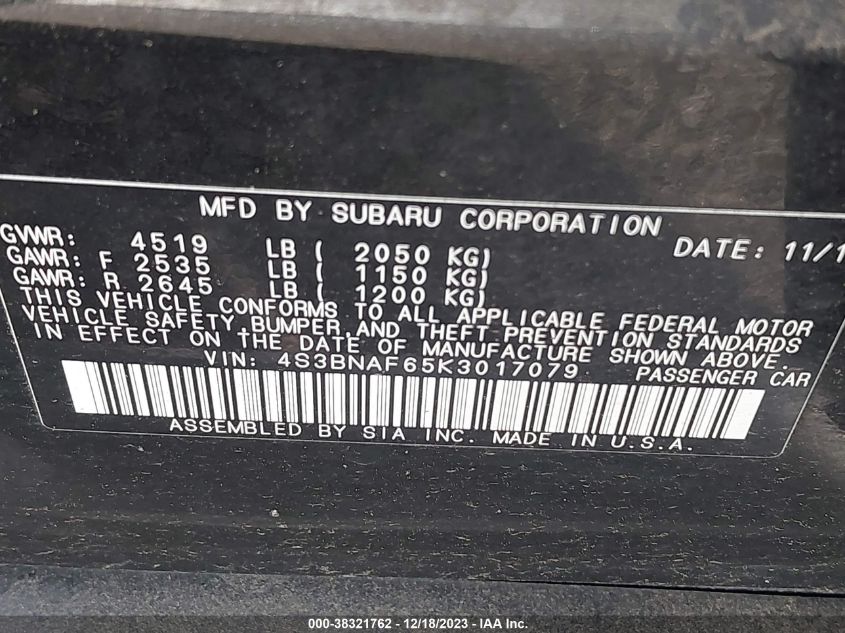 MFD BY SUBARU CORPORATION
GVWR: 4519 LB ( 2050 KG) DATE: 11/1
GAWR: F 2535 LB ( 1150 KG)
GAWR: R 2645 LB ( 1200 KG)
THIS VEHICLE CONFORMS TO ALL APPLICABLE FEDERAL MOTOR
VEHICLE SAFETY,BUMPER,AND THEFT PREVENTION STANDARDS
IN EFFECT ON THE DATE OF MANUFACTURE SHOWN ABOVE.
VIN: 4S3BNAF65K3017079 PASSENGER CAR
ASSEMBLED BY SIA INC. MADE IN U.S.A.
000-38321762 - 12/18/2023 - IAA Inc.